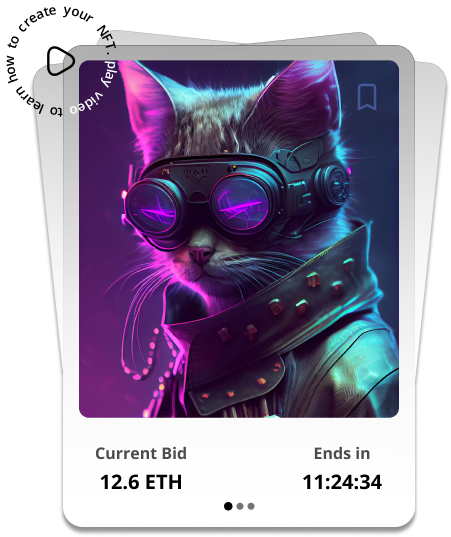 play video to learn how to create your NFT.
Current Bid
Ends in
12.6 ETH
11:24:34